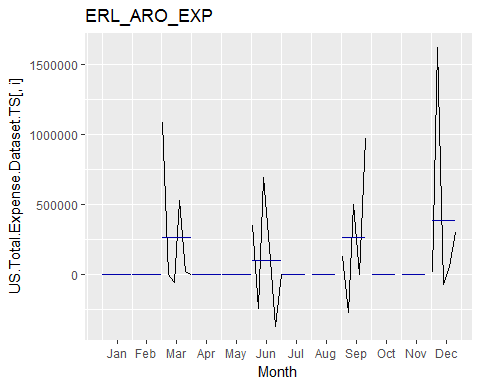 ERL_ARO_EXP
US.Total.Expense.Dataset.TS[, i]
1500000
1000000
500000
0
Jan Feb Mar Apr May Jun Jul Aug Sep Oct Nov Dec
Month